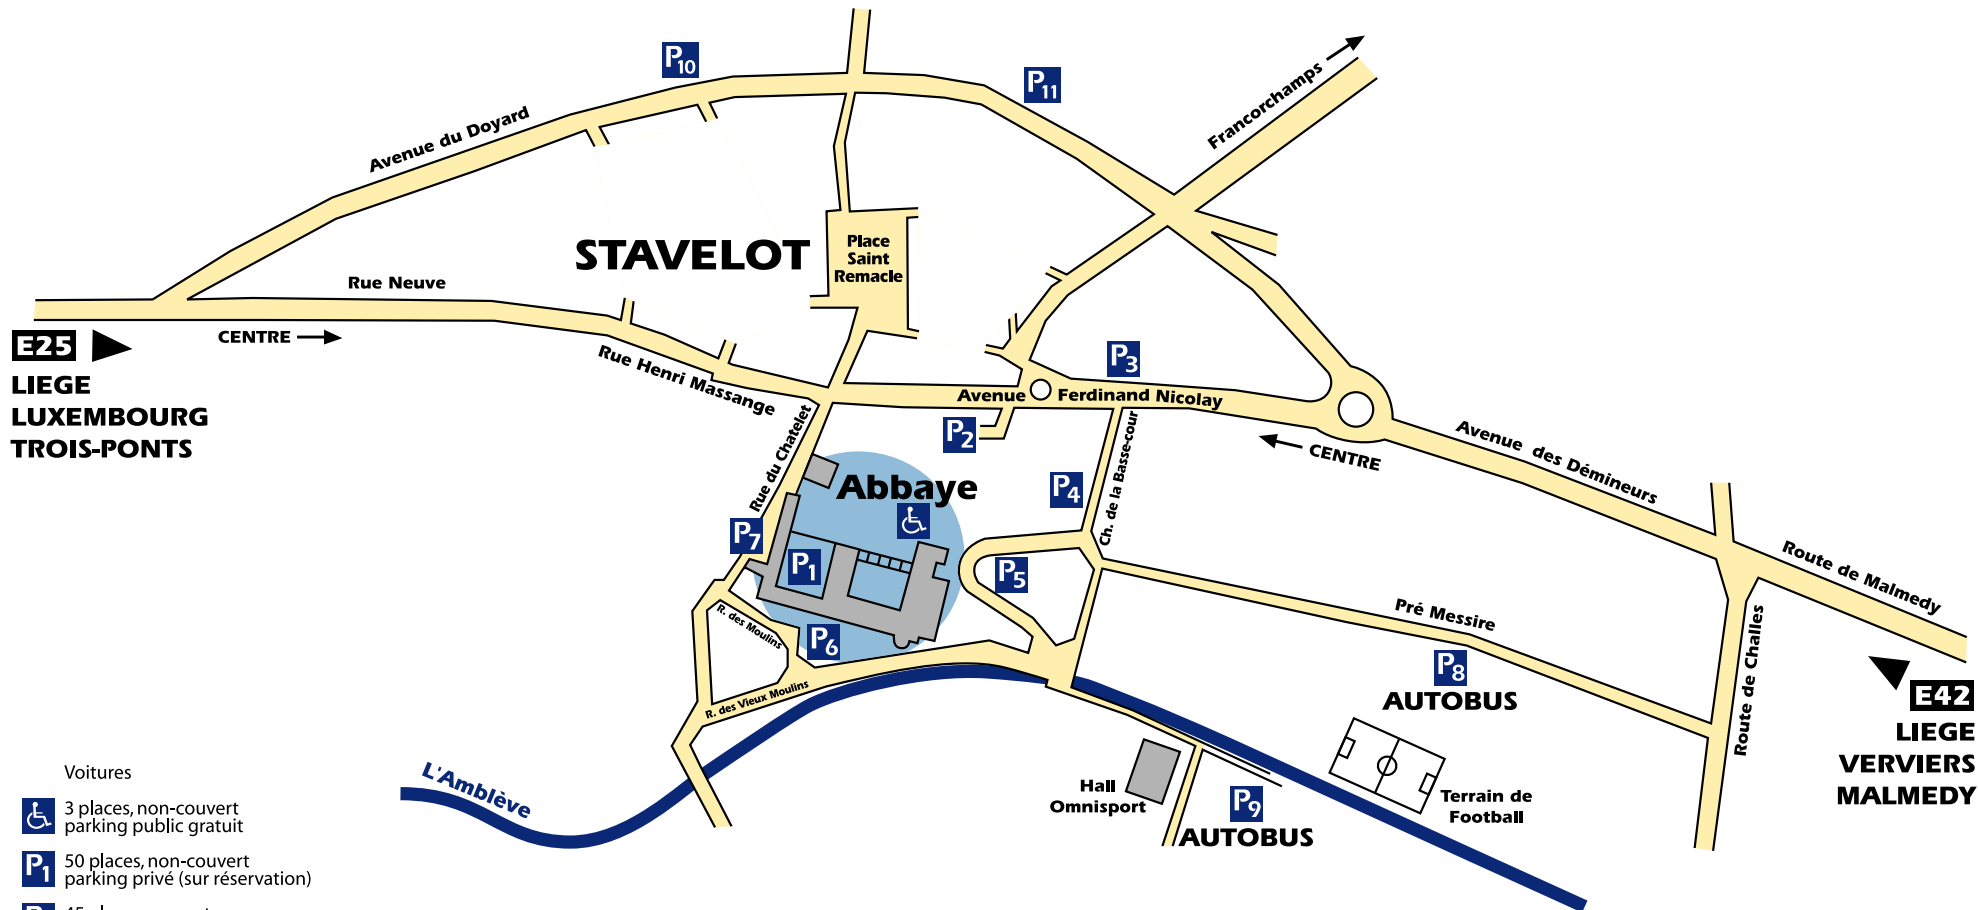 P10
P11
Francorchamps
Avenue du Doyard
STAVELOT
Place
Saint
Remacle
Rue Neuve
CENTRE
E25
LIEGE
LUXEMBOURG
TROIS-PONTS
Rue Henri Massange
P3
Avenue Ferdinand Nicolay
P2
CENTRE
Avenue des Démineurs
Rue du Chatelet
Abbaye
P4
Ch. de la Basse-cour
P7
P1
P5
Route de Malmedy
Pré Messire
R. des Moulins
P6
P8
AUTOBUS
Route de Challes
E42
LIEGE
VERVIERS
MALMEDY
R. des Vieux Moulins
L'Amblève
Hall
Omnisport
P9
AUTOBUS
Terrain de
Football
Voitures
3 places, non-couvert
parking public gratuit
P1
50 places, non-couvert
parking privé (sur réservation)